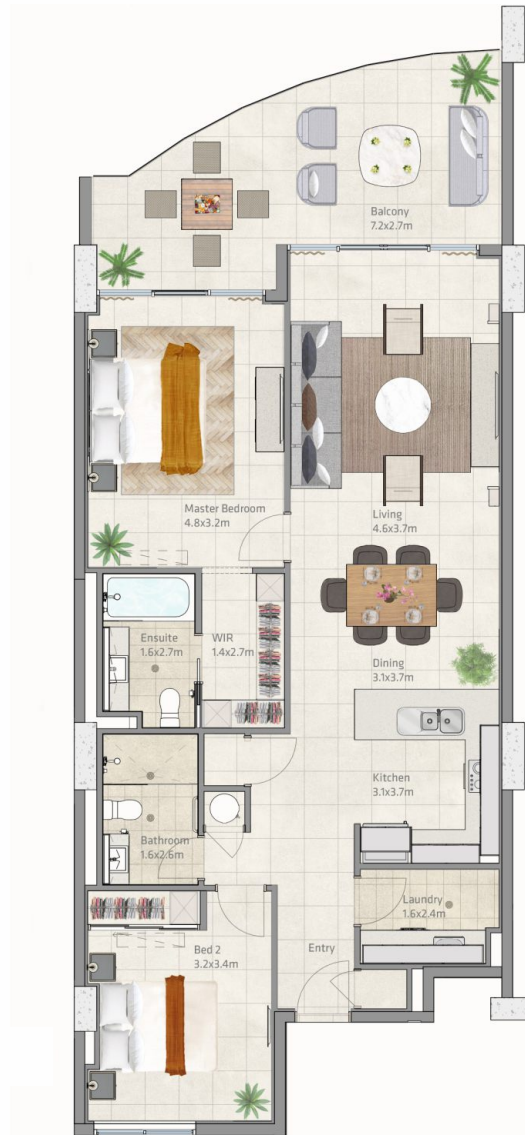 Balcony
7.2x2.7m
Master Bedroom
4.8x3.2m
Living
4.6x3.7m
Ensuite
1.6x2.7m
WIR
1.4x2.7m
Dining
3.1x3.7m
Kitchen
3.1x3.7m
Bathroom
1.6x2.6m
Laundry
1.6x2.4m
Bed 2
3.2x3.4m
Entry